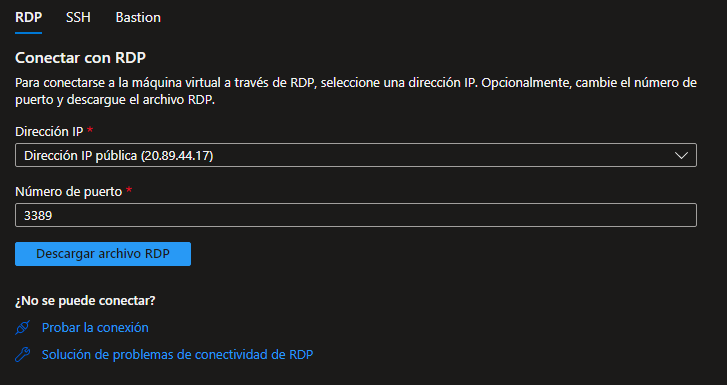 RDP SSH Bastion
Conectar con RDP
Para conectarse a la máquina virtual a través de RDP, seleccione una dirección IP. Opcionalmente, cambie el número de
puerto y descargue el archivo RDP.
Dirección IP *
Dirección IP pública (20.89.44.17)
Número de puerto *
3389
Descargar archivo RDP
¿No se puede conectar?
Probar la conexión
Solución de problemas de conectividad de RDP